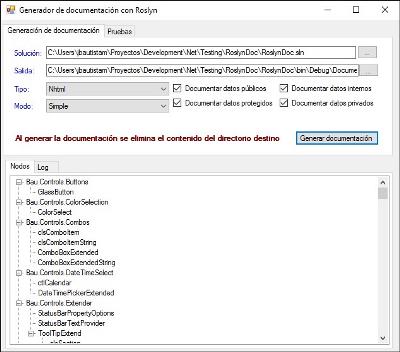 Generador de documentación con Roslyn
Generación de documentación Pruebas
Solución: C:\Users\jbautistam\Proyectos\Development\Net\Testing\RoslynDoc\RoslynDoc.sln ...
Salida: C:\Users\jbautistam\Proyectos\Development\Net\Testing\RoslynDoc\RoslynDoc\bin\Debug\Docume ...
Tipo: Nhtml Documentar datos públicos Documentar datos internos
Modo: Simple Documentar datos protegidos Documentar datos privados
Al generar la documentación se elimina el contenido del directorio destino Generar documentación
Nodos Log
Bau.Controls.Buttons
GlassButton
Bau.Controls.ColorSelection
ColorSelect
Bau.Controls.Combos
clsComboItem
clsComboItemString
ComboBoxExtended
ComboBoxExtendedString
Bau.Controls.DateTimeSelect
ctlCalendar
DateTimePickerExtended
Bau.Controls.Extender
StatusBarPropertyOptions
StatusBarTextProvider
ToolTipExtend
clsSection